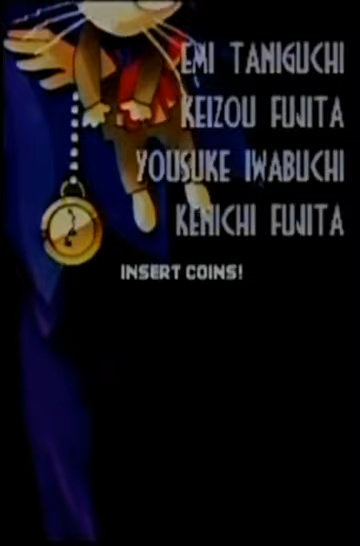 EMI TANIGUCHI
KEIZOU FUJITA
YOUSUKE IWABUCHI
KENICHI FUJITA
INSERT COINS!